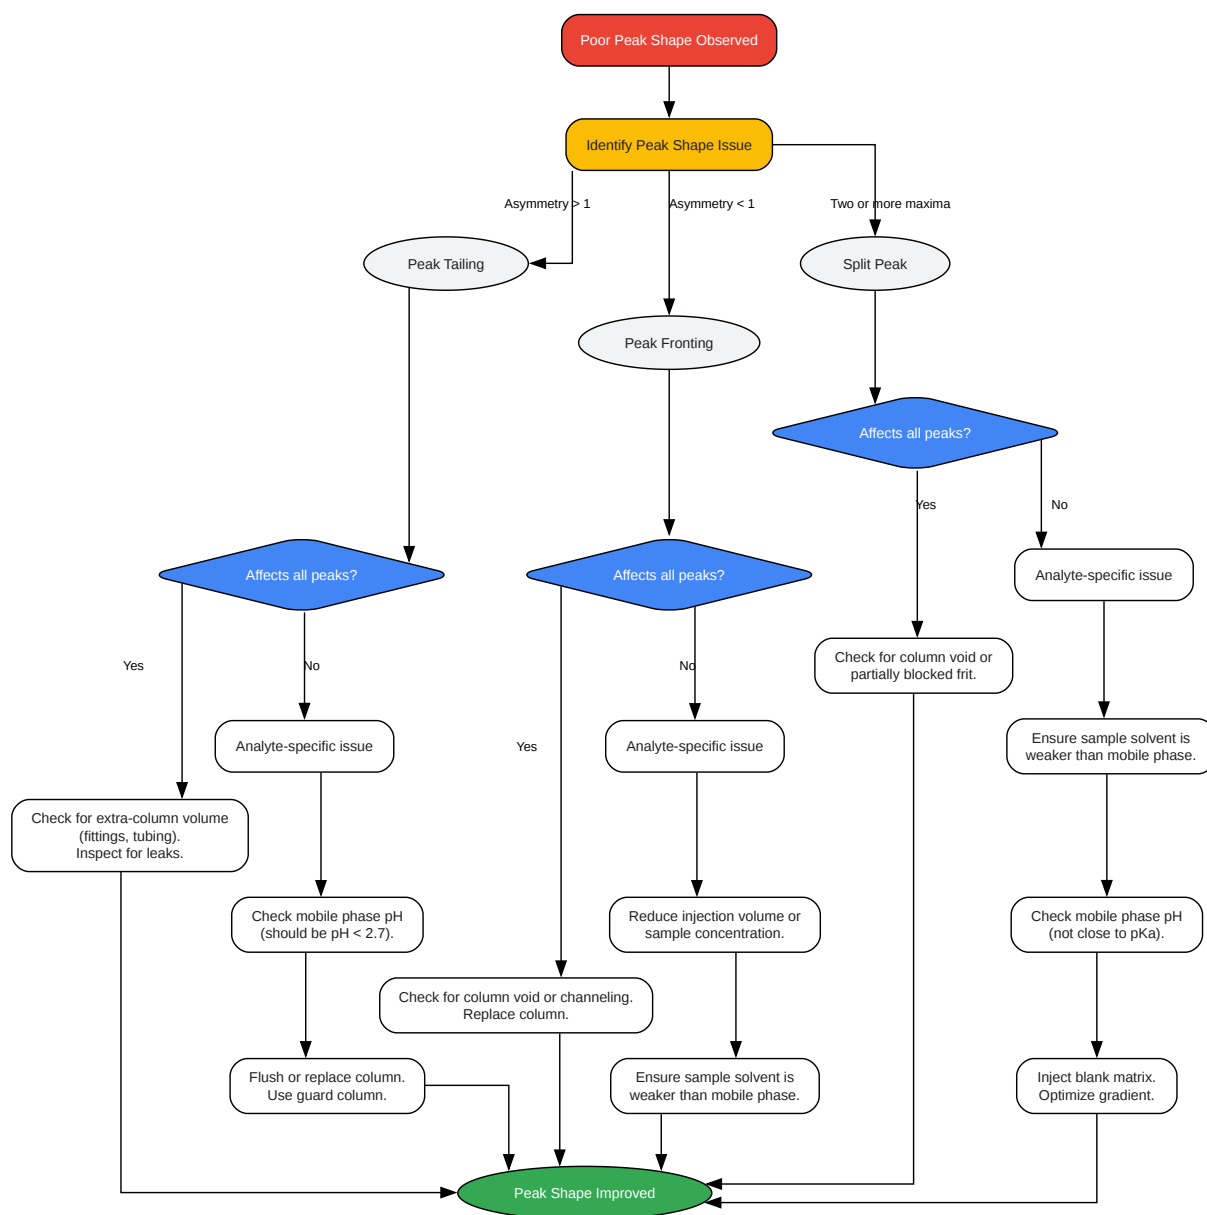 Poor Peak Shape Observed
Identify Peak Shape Issue
Asymmetry > 1
Asymmetry < 1
Two or more maxima
Peak Tailing
Split Peak
Peak Fronting
Affects all peaks?
Yes
No
Affects all peaks?
Affects all peaks?
Analyte-specific issue
Check for column void or
partially blocked frit.
Yes
No
No
Analyte-specific issue
Yes
Analyte-specific issue
Ensure sample solvent is
weaker than mobile phase.
Check for extra-column volume
(fittings, tubing).
Inspect for leaks.
Check mobile phase pH
(should be pH < 2.7).
Reduce injection volume or
sample concentration.
Check mobile phase pH
(not close to pKa).
Check for column void or channeling.
Replace column.
Flush or replace column.
Use guard column.
Ensure sample solvent is
weaker than mobile phase.
Inject blank matrix.
Optimize gradient.
Peak Shape Improved